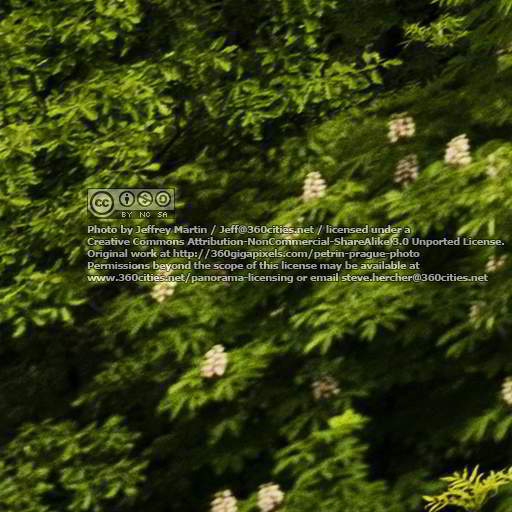 cc
BY NC SA
Photo by Jeffrey Martin / Jeff@360cities.net / licensed under a
Creative Commons Attribution-NonCommercial-ShareAlike 3.0 Unported License.
Original work at http://360gigapixels.com/petrin-prague-photo
Permissions beyond the scope of this license may be available at
www.360cities.net/panorama-licensing or email steve.hercher@360cities.net